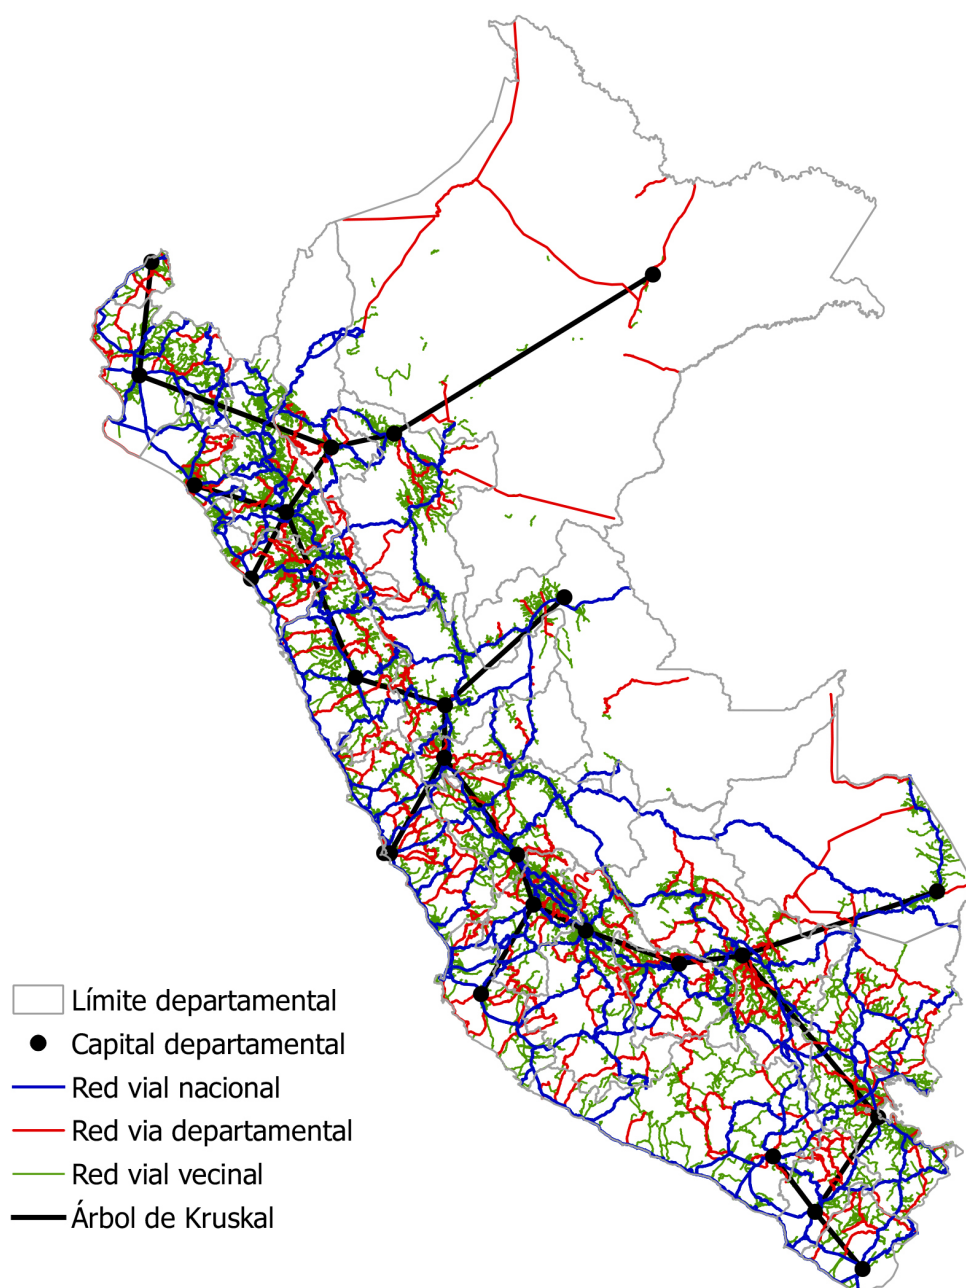 Límite departamental
Capital departamental
Red vial nacional
Red via departamental
Red vial vecinal
Árbol de Kruskal